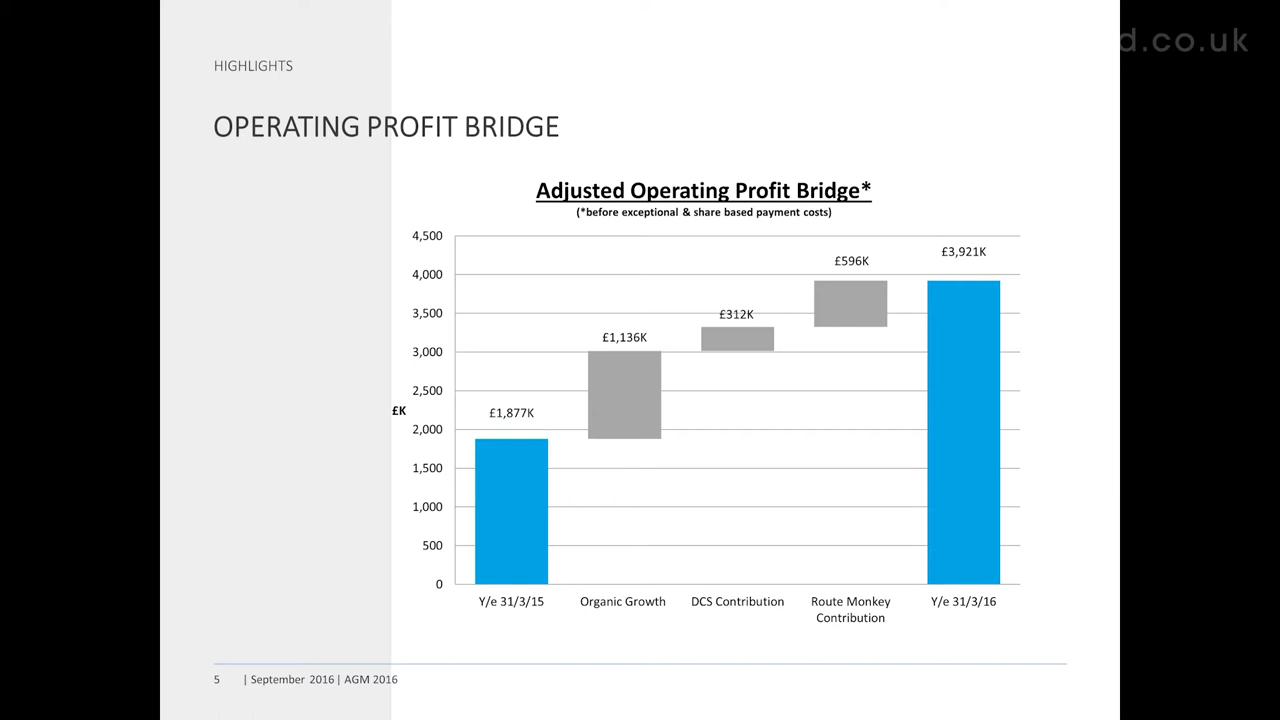 d.co.uk
HIGHLIGHTS
OPERATING PROFIT BRIDGE
Adjusted Operating Profit Bridge*
(*before exceptional & share based payment costs)
4,500
4,000
3,500
3,000
2,500
2,000
1,500
1,000
500
0
£K
£1,877K
£1,136K
£312K
£596K
£3,921K
Y/e 31/3/15
Organic Growth
DCS Contribution
Route Monkey
Contribution
Y/e 31/3/16
5 | September 2016 | AGM 2016